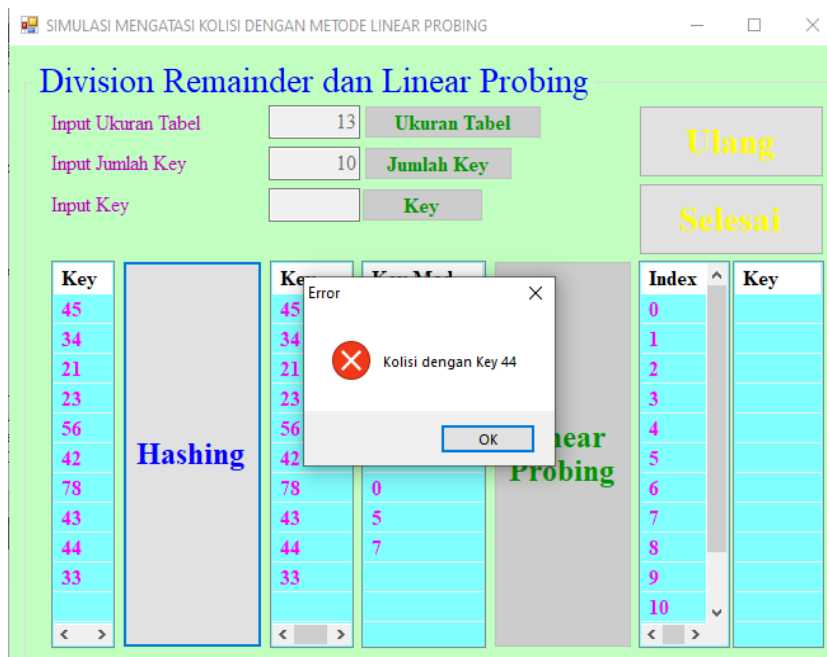 SIMULASI MENGATASI KOLISI DENGAN METODE LINEAR PROBING
Division Remainder dan Linear Probing
Input Ukuran Tabel 13 Ukuran Tabel
Input Jumlah Key 10 Jumlah Key
Input Key Key
Ulang
Selesai
Key
45
34
21
23
56
42
78
43
44
33
Hashing
45
34
21
23
56
42
78
43
44
33
0
5
7
Error
Kolisi dengan Key 44
OK
Probing
Index
0
1
2
3
4
5
6
7
8
9
10
Key